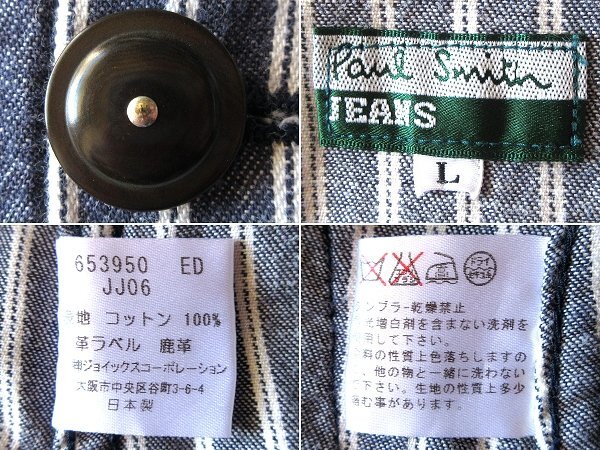 Paul Smith
JEANS
L
653950 ED
JJ06
地 コットン 100%
革ラベル 鹿革
㈱ジョイックスコーポレーション
大阪市中央区谷町3-6-4
日本製
高
ドライ
ンブラー乾燥禁止
光増白剤を含まない洗剤を
用して下さい。
料の性質上色落ちしますの
、他の物と一緒に洗わない
下さい。生地の性質上多少
縮む事があります。